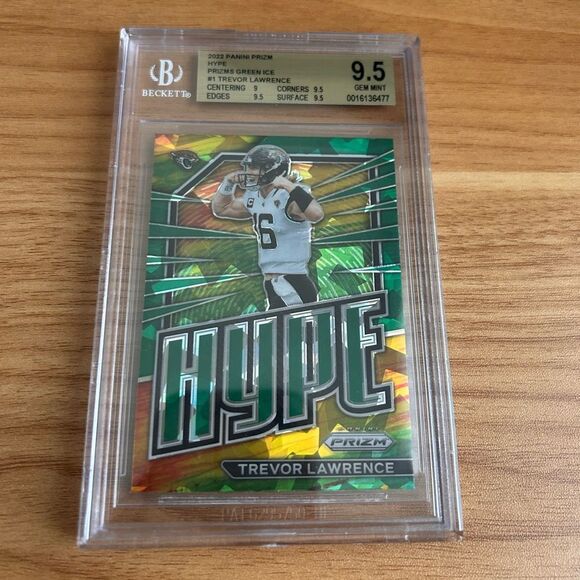 2022 PANINI PRIZM
HYPE
PRIZMS GREEN ICE
#1 TREVOR LAWRENCE
CENTERING 9 CORNERS 9.5
EDGES 9.5 SURFACE 9.5
B
BECKETT®
9.5
GEM MINT
0016136477
16
HYPE
PANINI
PRIZM
TREVOR LAWRENCE